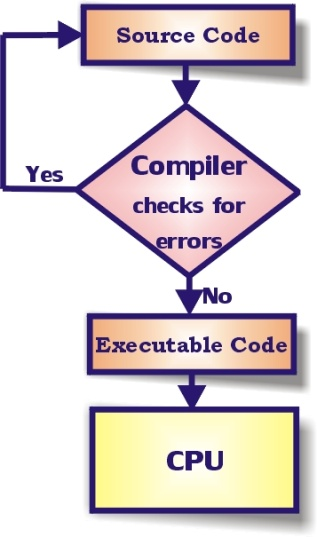 Source Code
Compiler
checks for
errors
Yes
No
Executable Code
CPU